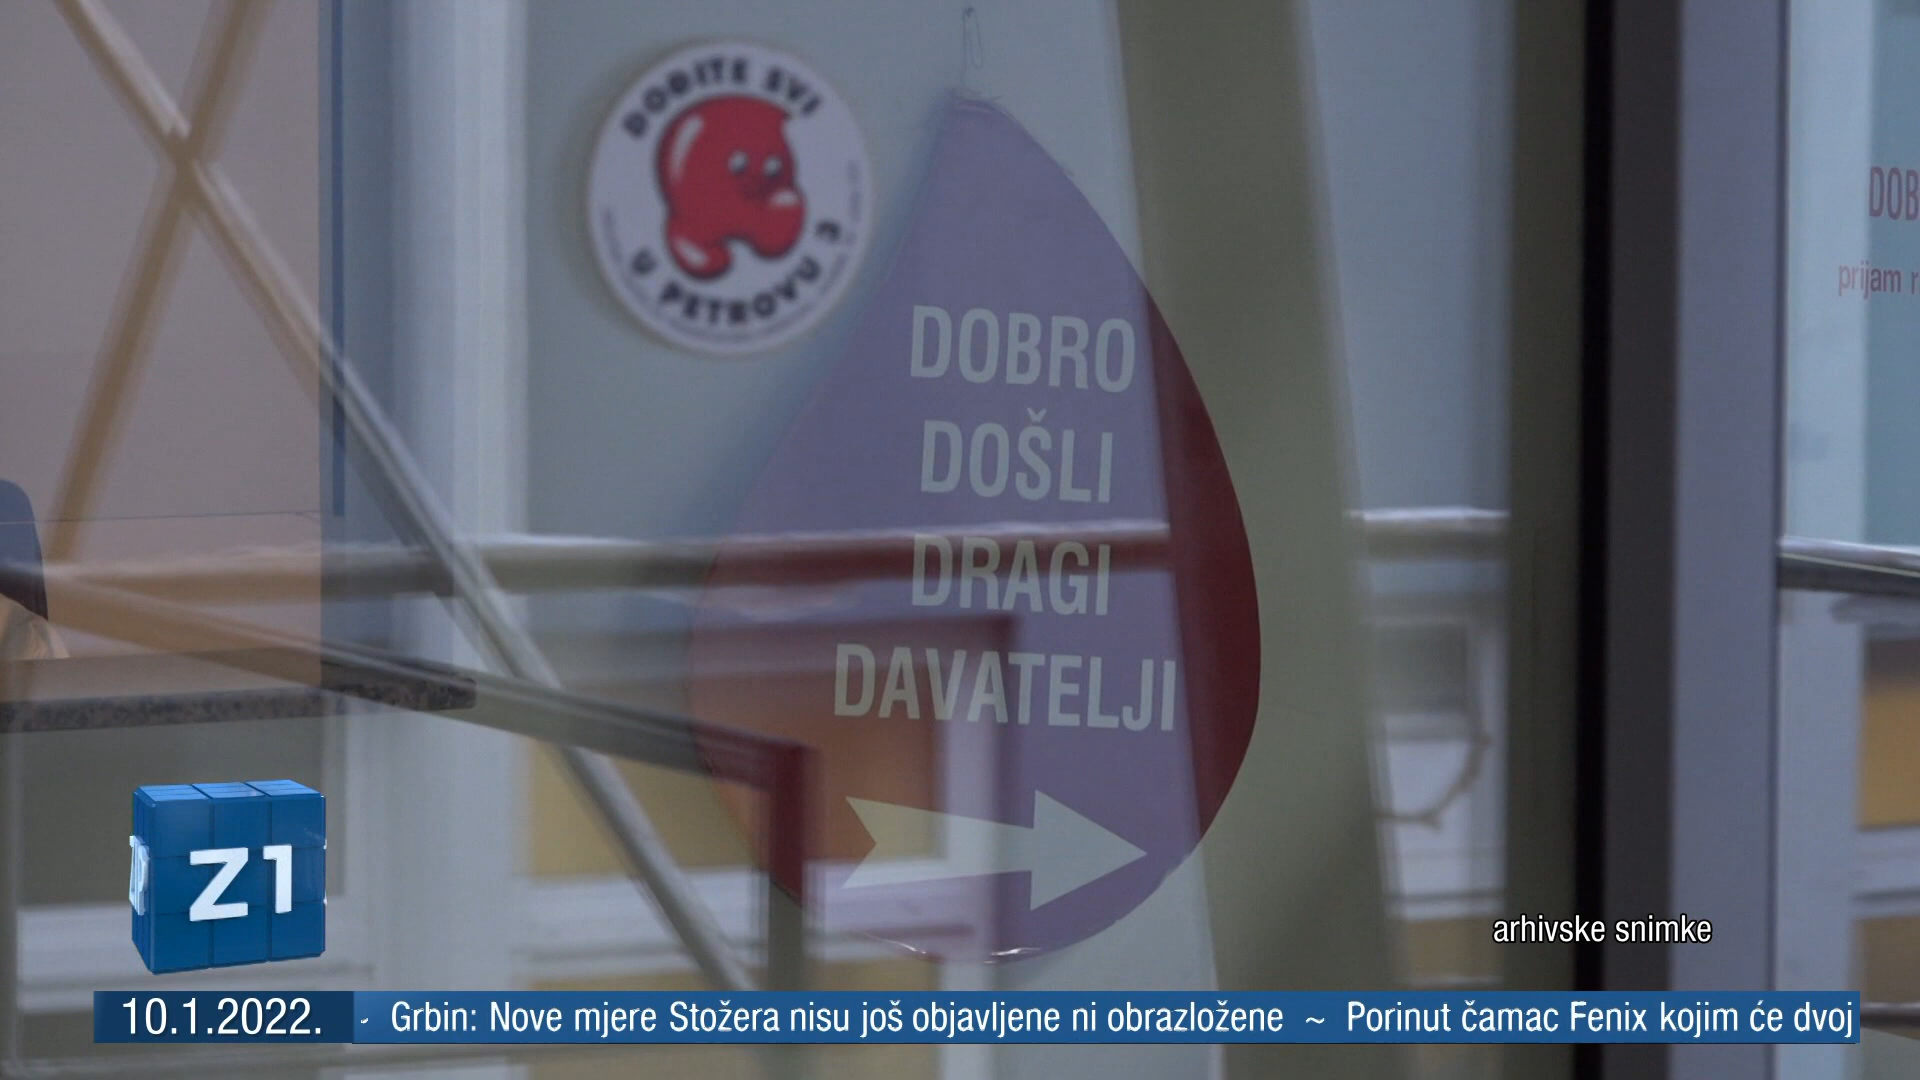 DOĐITE SVI
U PETROVU 3
DOBRO
DOŠLI
DRAGI
DAVATELJI
DOB
prijam
Z1
arhivske snimke
10.1.2022.
Grbin: Nove mjere Stožera nisu još objavljene ni obrazložene ~ Porinut čamac Fenix kojim će dvoj